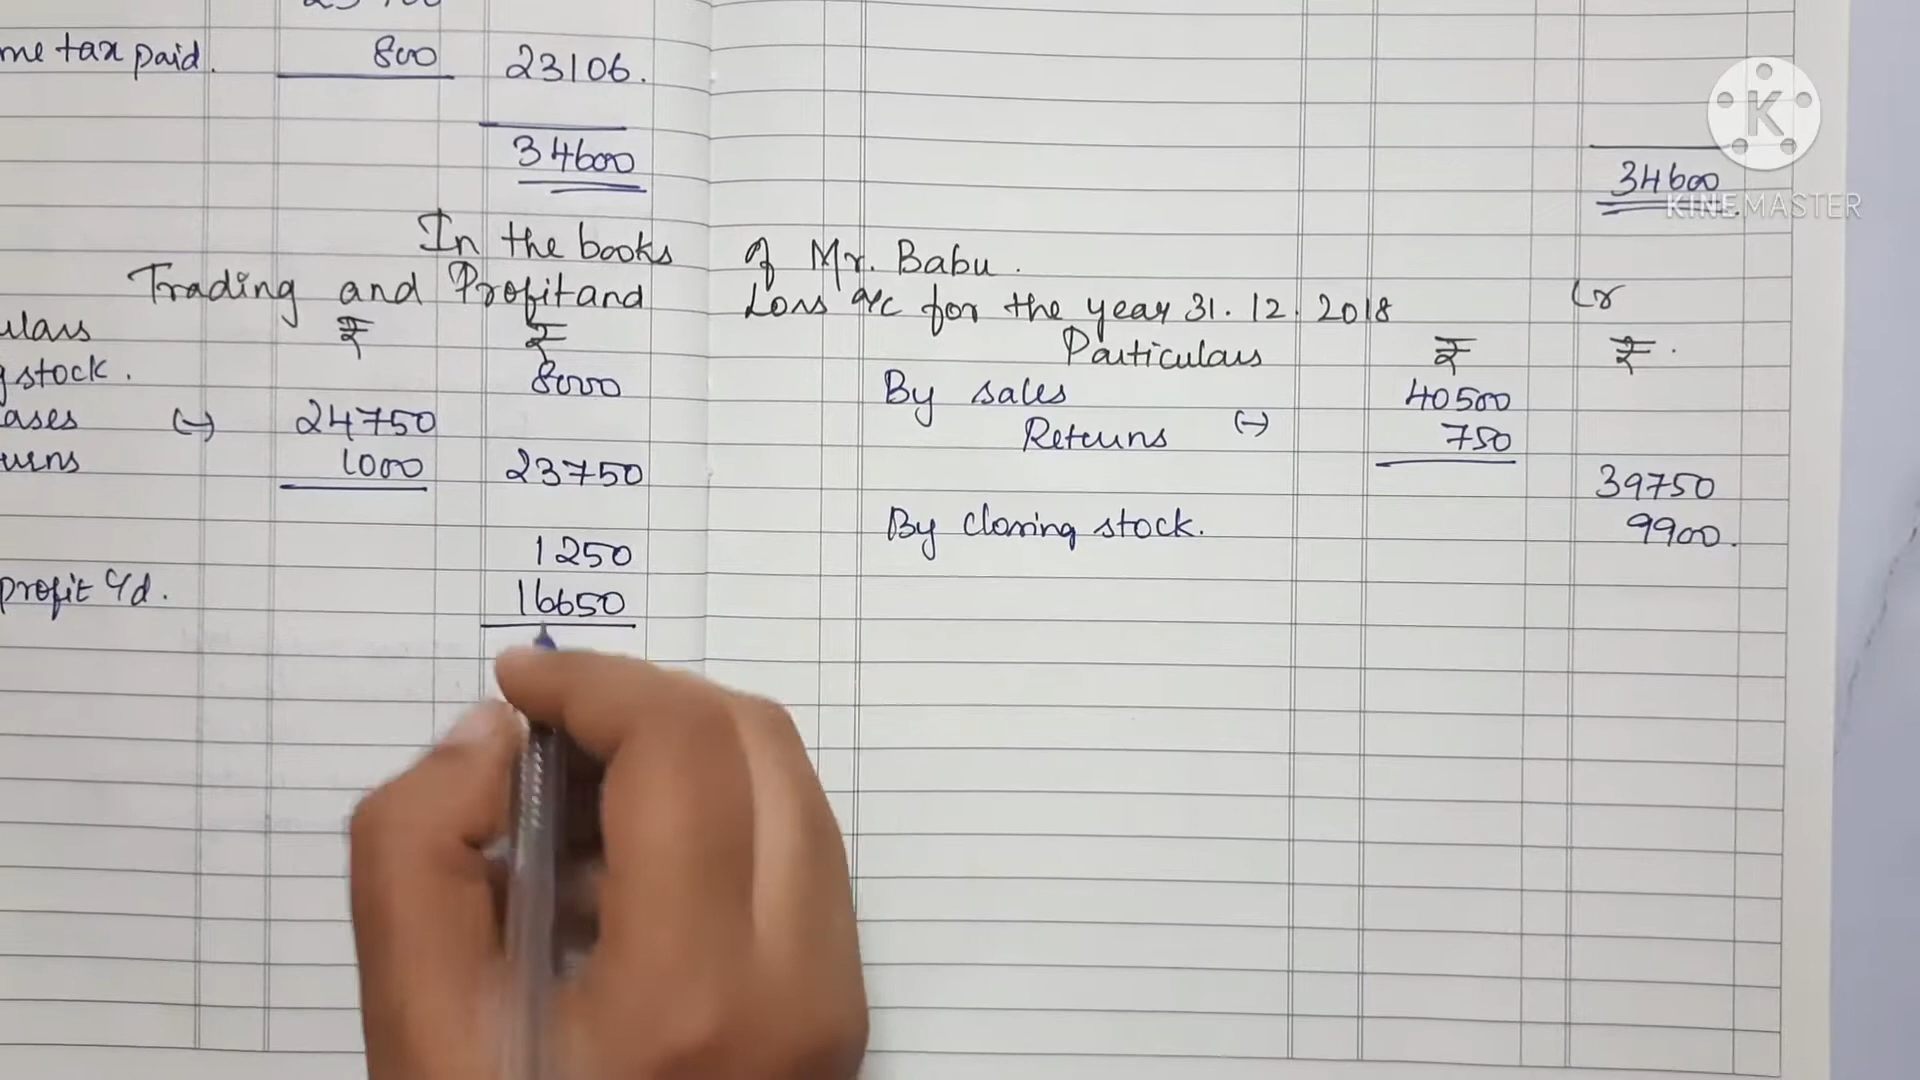 me tax paid. 800 23106.
34600 34600
KINEMASTER
In the books of Mr. Babu.
Trading and Profit and Loss a/c for the year 31.12.2018 Cr
ulars ₹ ₹ Particulars ₹ ₹.
g stock. 8000 By sales 40500
ases (-) 24750 Returns (-) 750
urns 1000 23750 39750
By closing stock. 9900.
1250
profit c/d. 16650